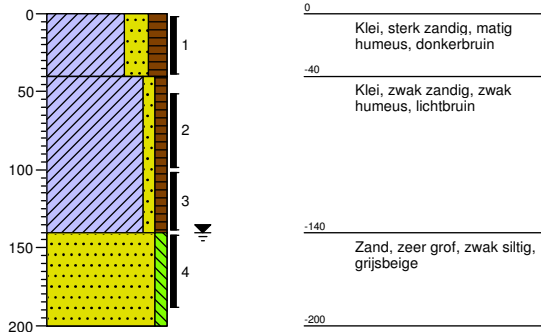 0
50
100
150
200
1
2
3
4
0
Klei, sterk zandig, matig
humeus, donkerbruin
-40
Klei, zwak zandig, zwak
humeus, lichtbruin
-140
Zand, zeer grof, zwak siltig,
grijsbeige
-200